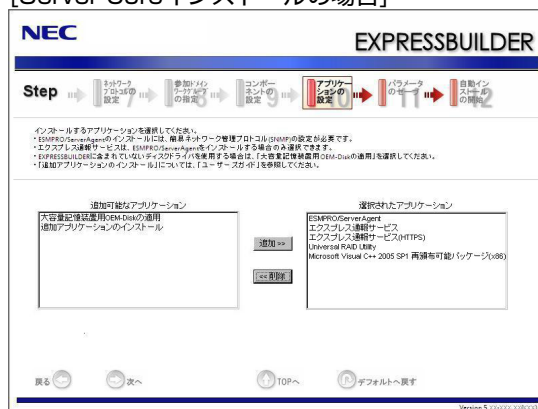 [Server Coreインストールの場合]
NEC
EXPRESSBUILDER
Step
ネットワーク
プロトコルの
設定 7
参加ドメイン
ワークグループ
の指定 8
コンポー
ネントの
設定 9
アプリケー
ションの
設定 10
パラメータ
のセーブ
11
自動イン
ストール
の開始 12
インストールするアプリケーションを選択してください。
・ESMPRO/ServerAgentのインストールには、簡易ネットワーク管理プロトコル(SNMP)の設定が必要です。
・エクスプレス通報サービスは、ESMPRO/ServerAgentをインストールする場合のみ選択できます。
・EXPRESSBUILDERに含まれていないディスクドライバを使用する場合は、「大容量記憶装置用OEM-Diskの適用」を選択してください。
・「追加アプリケーションのインストール」については、「ユーザーズガイド」を参照してください。
追加可能なアプリケーション
大容量記憶装置用OEM-Diskの適用
追加アプリケーションのインストール
追加 >>
<< 削除
選択されたアプリケーション
ESMPRO/ServerAgent
エクスプレス通報サービス
エクスプレス通報サービス(HTTPS)
Universal RAID Utility
Microsoft Visual C++ 2005 SP1 再頒布可能パッケージ(x86)
戻る
次へ
TOPへ
デフォルトへ戻す